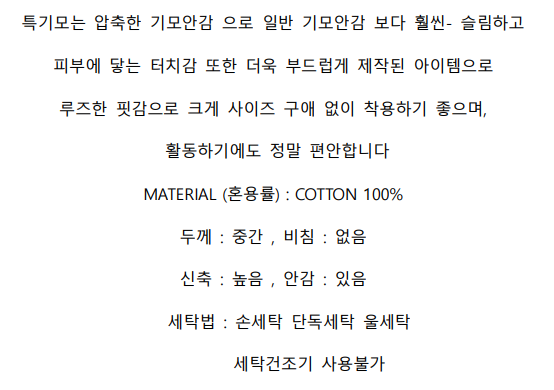 특기모는 압축한 기모안감 으로 일반 기모안감 보다 훨씬- 슬림하고
피부에 닿는 터치감 또한 더욱 부드럽게 제작된 아이템으로
루즈한 핏감으로 크게 사이즈 구애 없이 착용하기 좋으며,
활동하기에도 정말 편안합니다
MATERIAL (혼용률) : COTTON 100%
두께 : 중간 , 비침 : 없음
신축 : 높음 , 안감 : 있음
세탁법 : 손세탁 단독세탁 울세탁
세탁건조기 사용불가